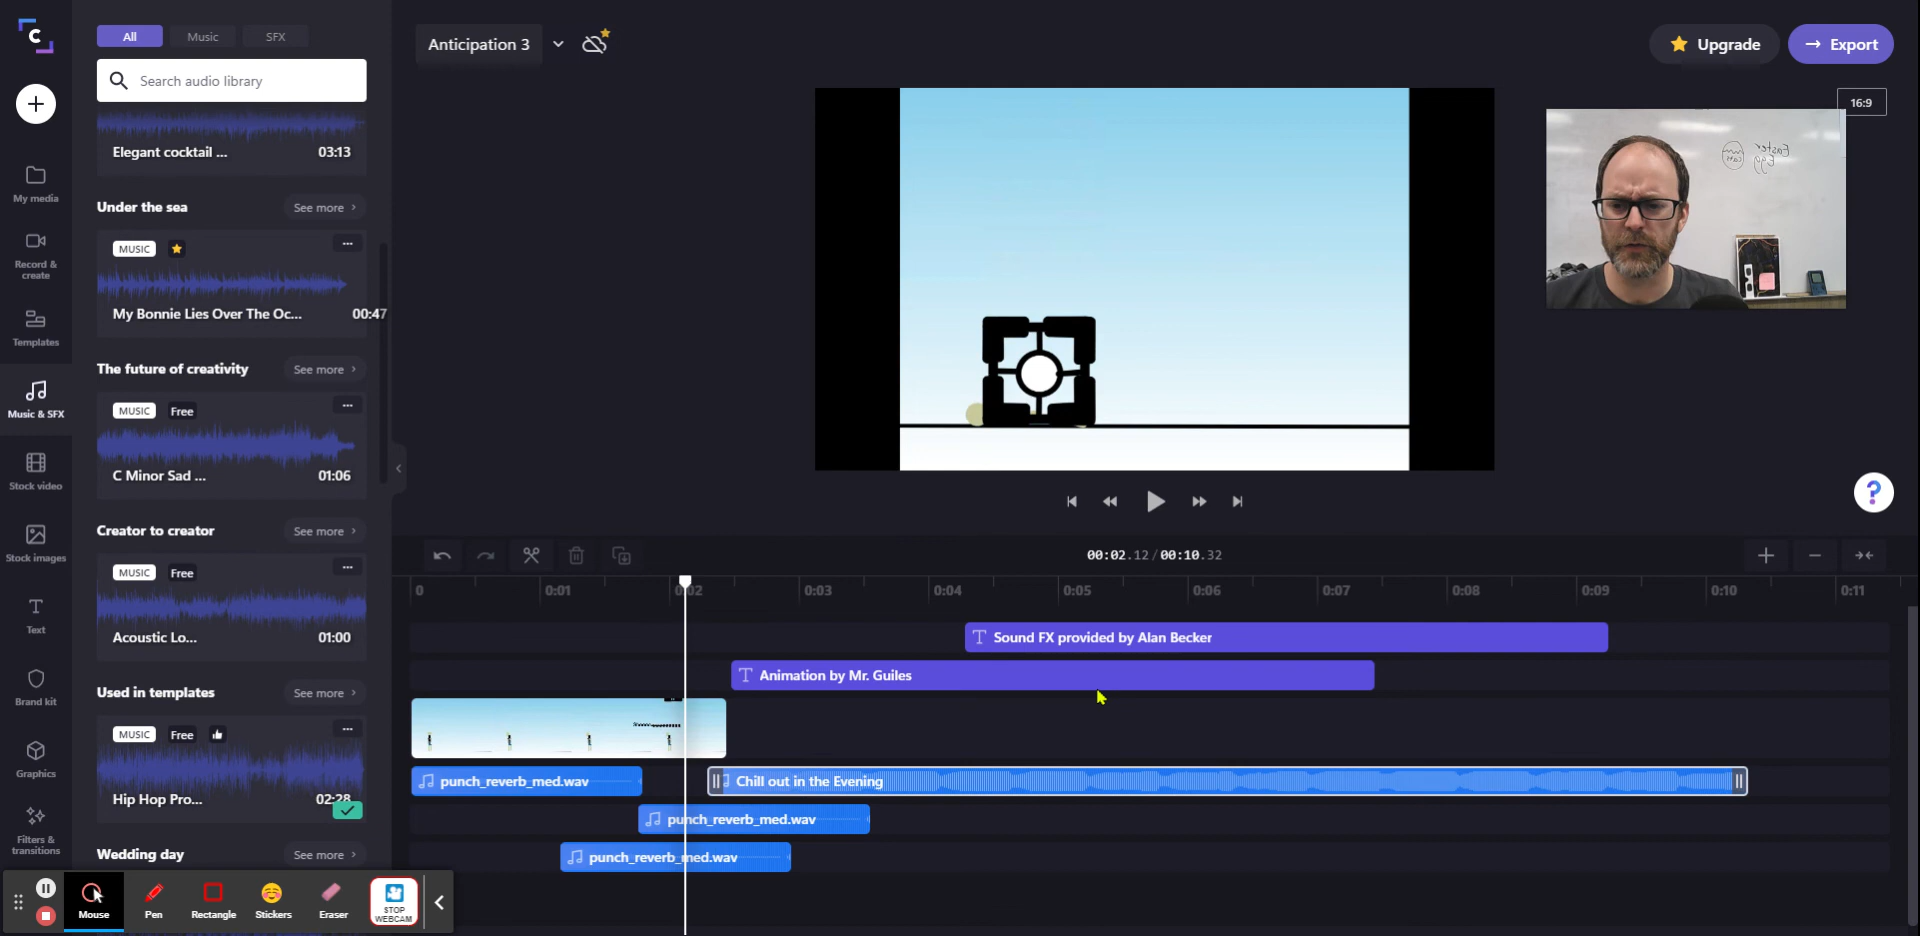 All
Music
SFX
Search audio library
Elegant cocktail ...
03:13
Under the sea
See more
MUSIC
My Bonnie Lies Over The Oc...
00:47
The future of creativity
See more
MUSIC
Free
C Minor Sad ...
01:06
Creator to creator
See more
MUSIC
Free
Acoustic Lo...
01:00
Used in templates
See more
MUSIC
Free
Hip Hop Pro...
02:28
Wedding day
See more
C
My media
Record &
create
Templates
Music & SFX
Stock video
Stock images
Text
Brand kit
Graphics
Filters &
transitions
Anticipation 3
Upgrade
Export
16:9
Easter
Egg
?
00:02.12/00:10.32
0
0:01
0:02
0:03
0:04
0:05
0:06
0:07
0:08
0:09
0:10
0:11
T Sound FX provided by Alan Becker
T Animation by Mr. Guiles
punch_reverb_med.wav
Chill out in the Evening
punch_reverb_med.wav
punch_reverb_med.wav
Mouse
Pen
Rectangle
Stickers
Eraser
STOP
WEBCAM